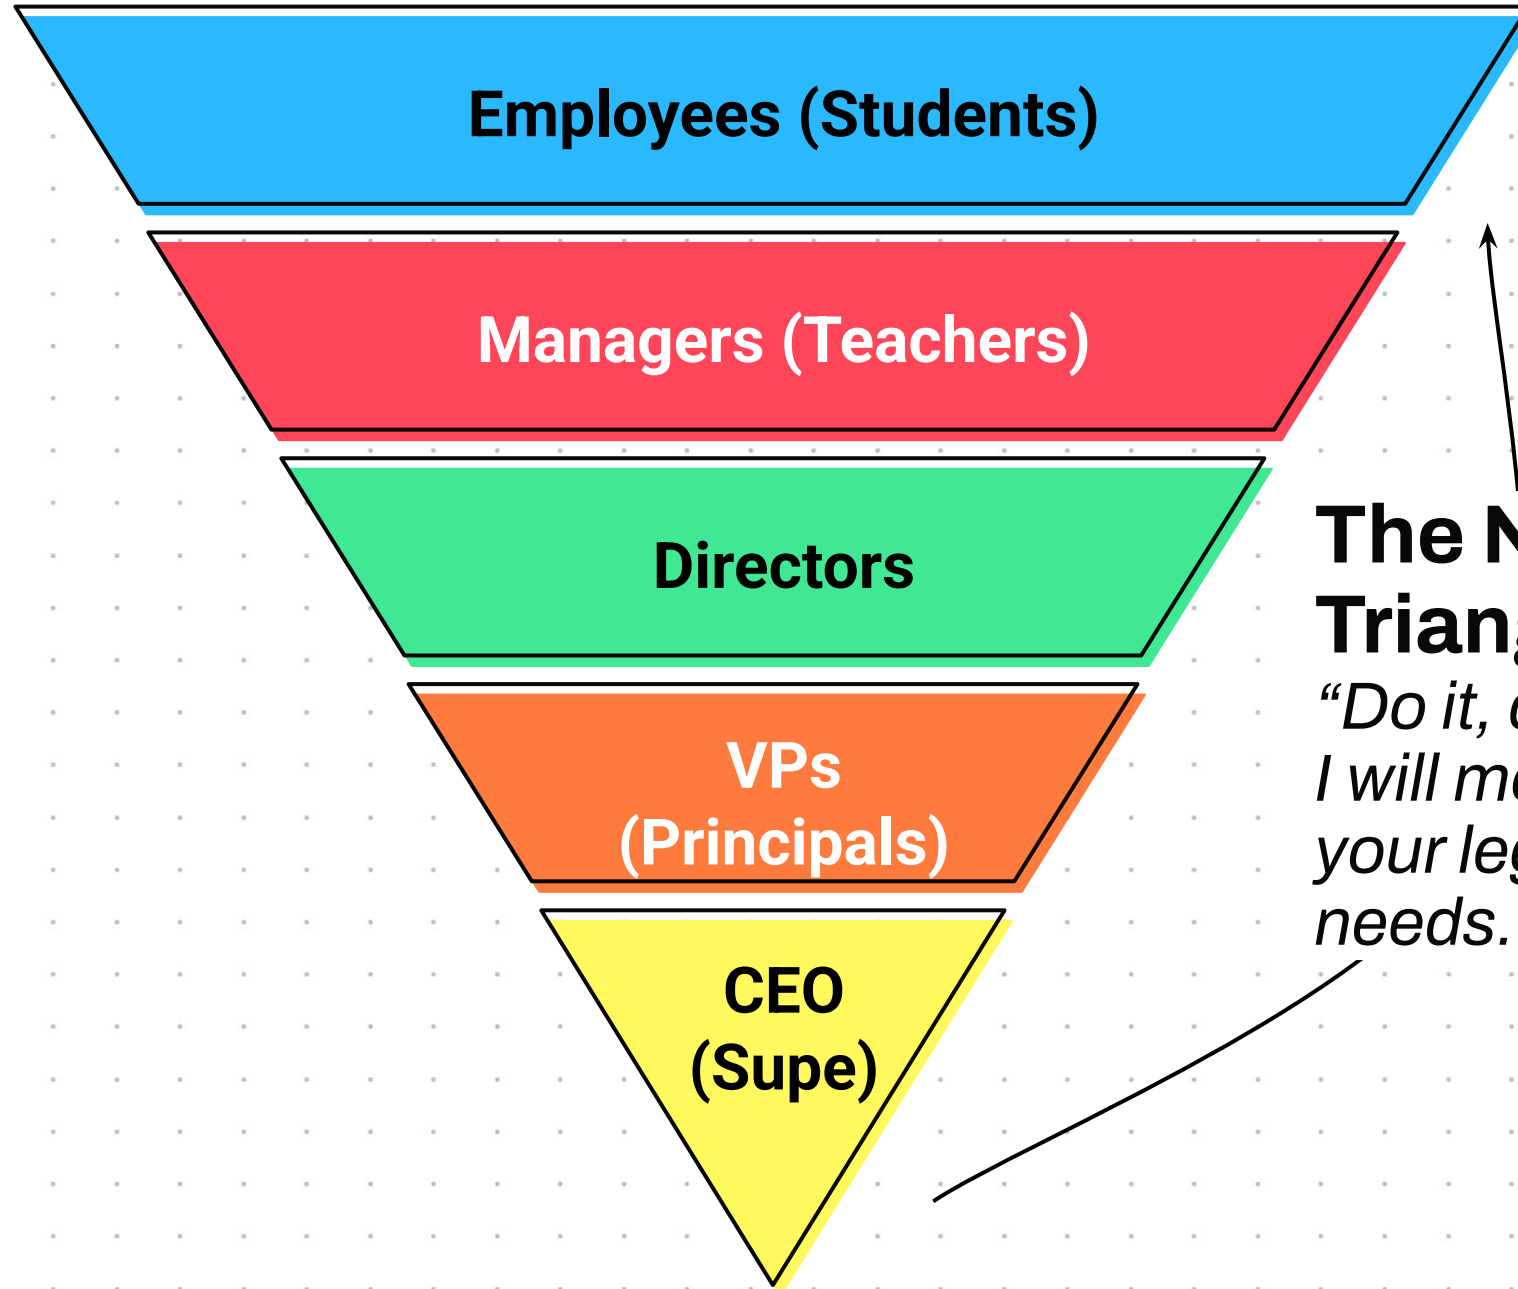 Employees (Students)
Managers (Teachers)
Directors
VPs
(Principals)
CEO
(Supe)
The
“Do it,
I will
your
needs.